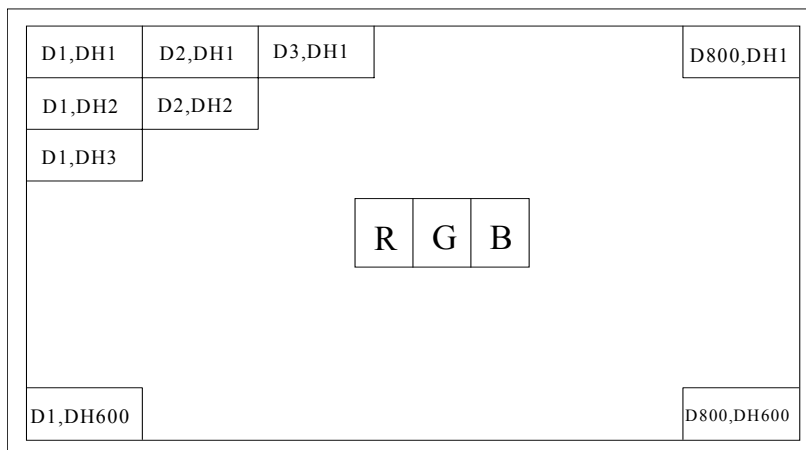 D1,DH1 D2,DH1 D3,DH1 D800,DH1
D1,DH2 D2,DH2
D1,DH3
R G B
D1,DH600 D800,DH600